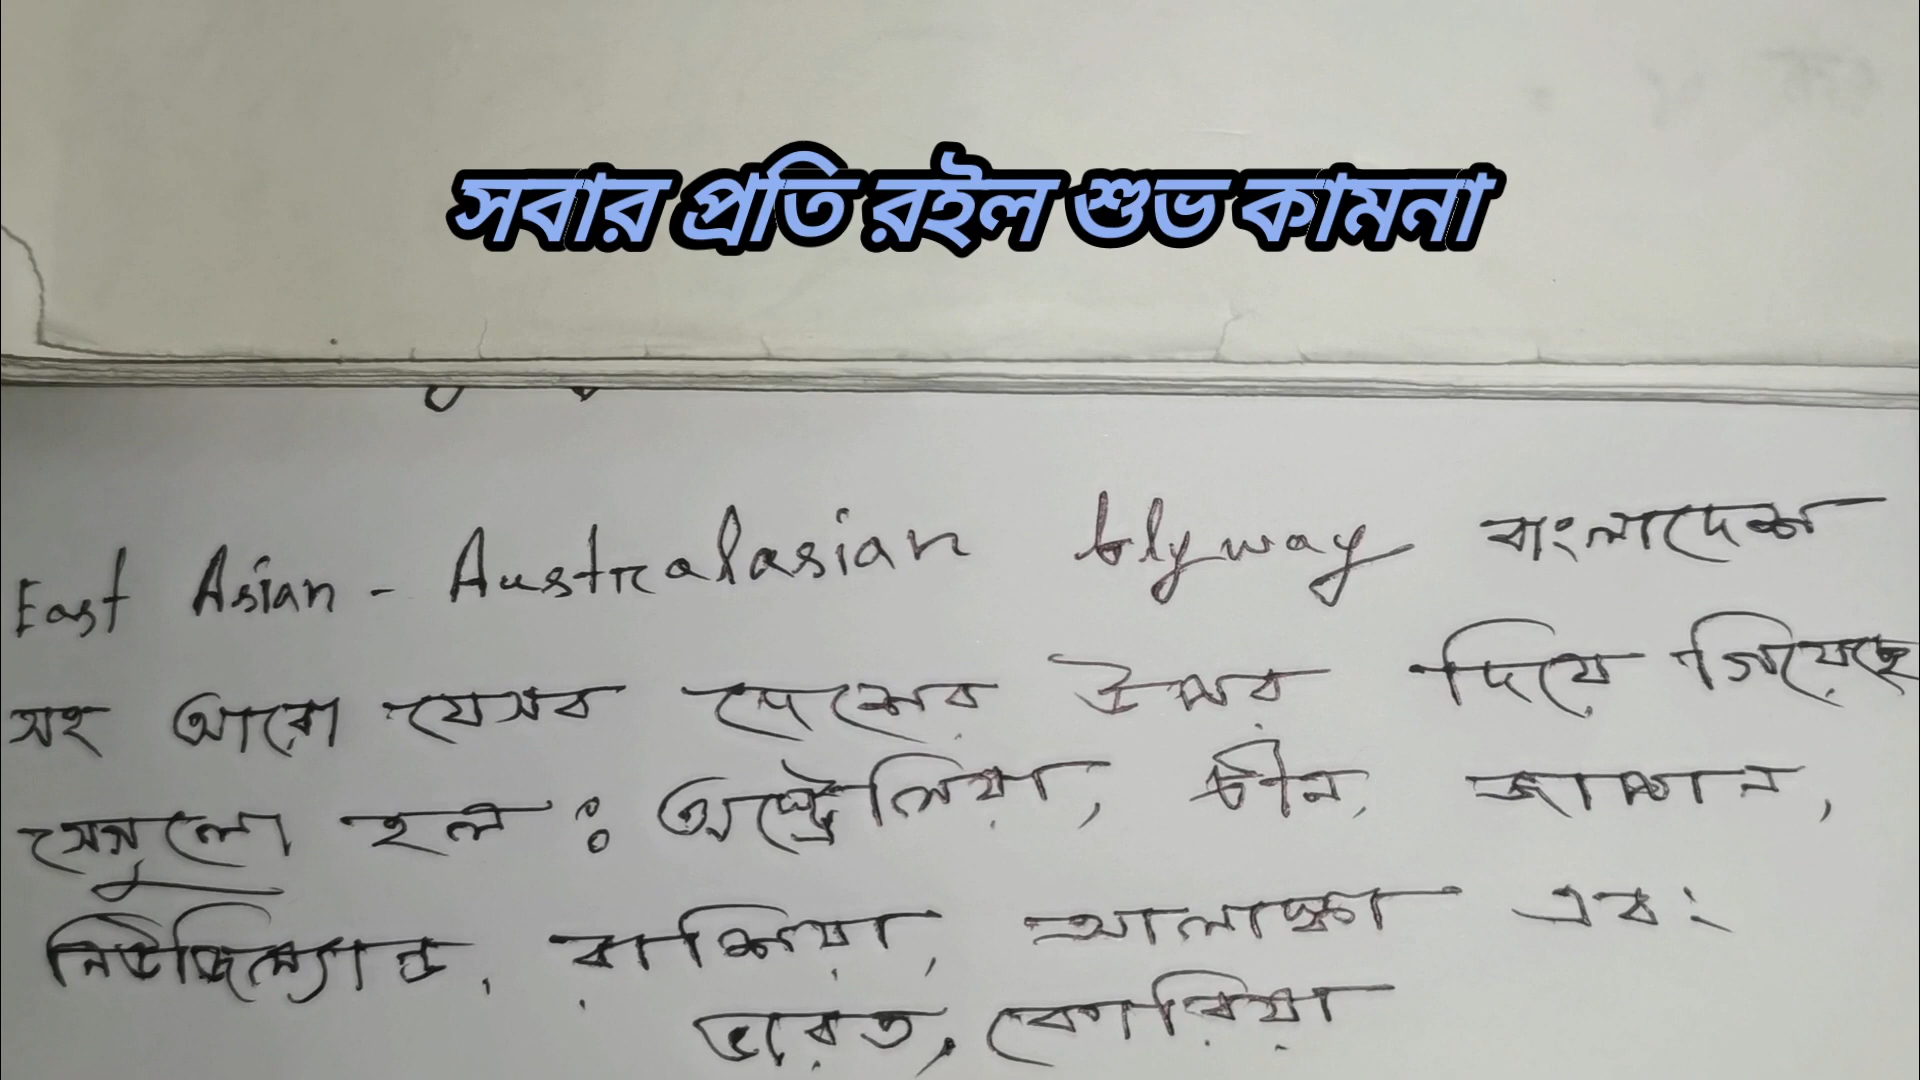 সবার প্রতি রইল শুভ কামনা
East Asian - Australasian flyway বাংলাদেশ
সহ আরো যেসব দেশের উপর দিয়ে গিয়েছে
সেগুলো হল : অস্ট্রেলিয়া, চীন, জাপান,
নিউজিল্যান্ড, রাশিয়া, আলাস্কা এবং
ভারত, কোরিয়া